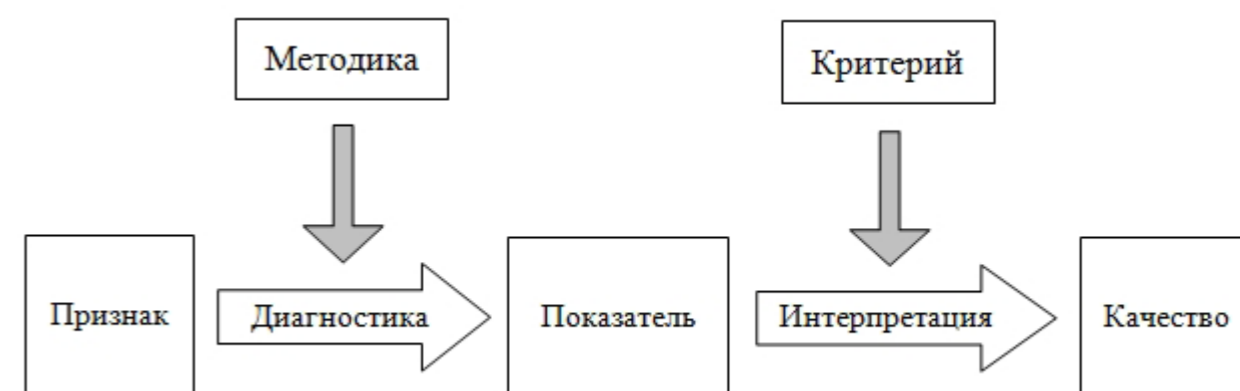 Методика
Критерий
Признак
Диагностика
Показатель
Интерпретация
Качество